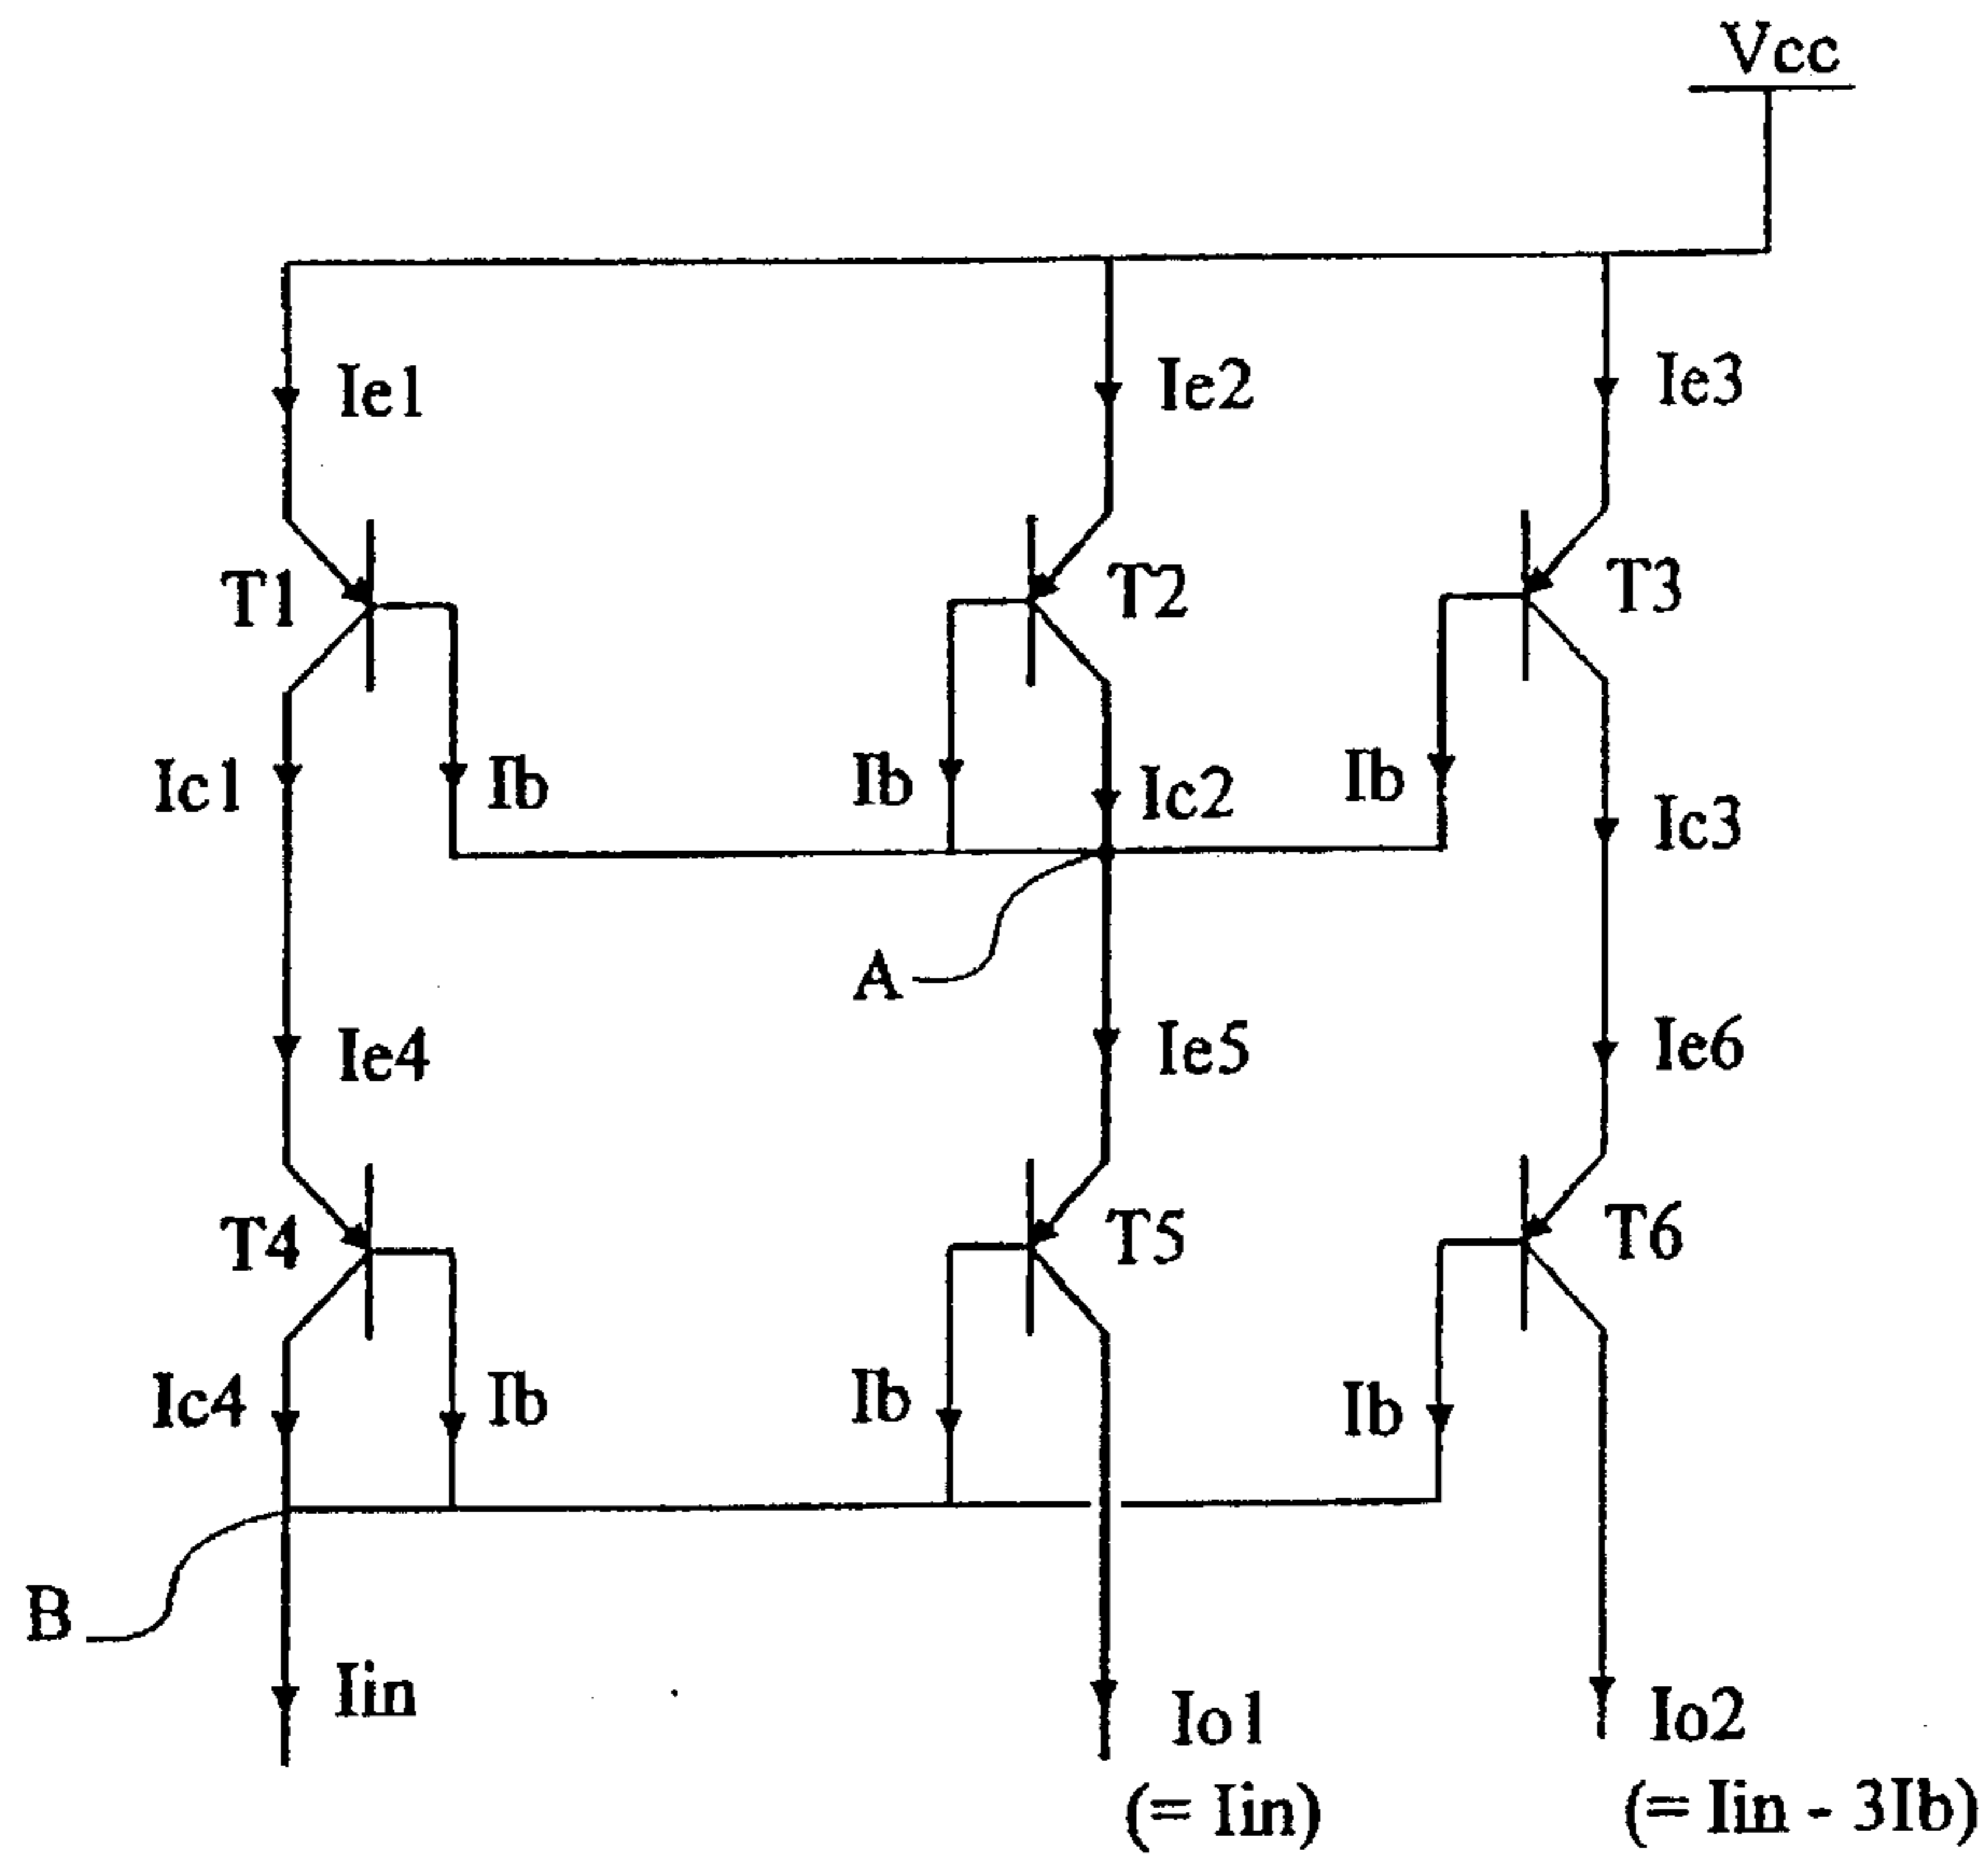 Vcc
Ie1
Ie2
Ie3
T1
T2
T3
Ic1
Ib
Ib
Ic2
Ib
Ic3
A
Ie4
Ie5
Ie6
T4
T5
T6
Ic4
Ib
Ib
Ib
B
Iin
Io1
(= Iin)
Io2
(= Iin - 3Ib)